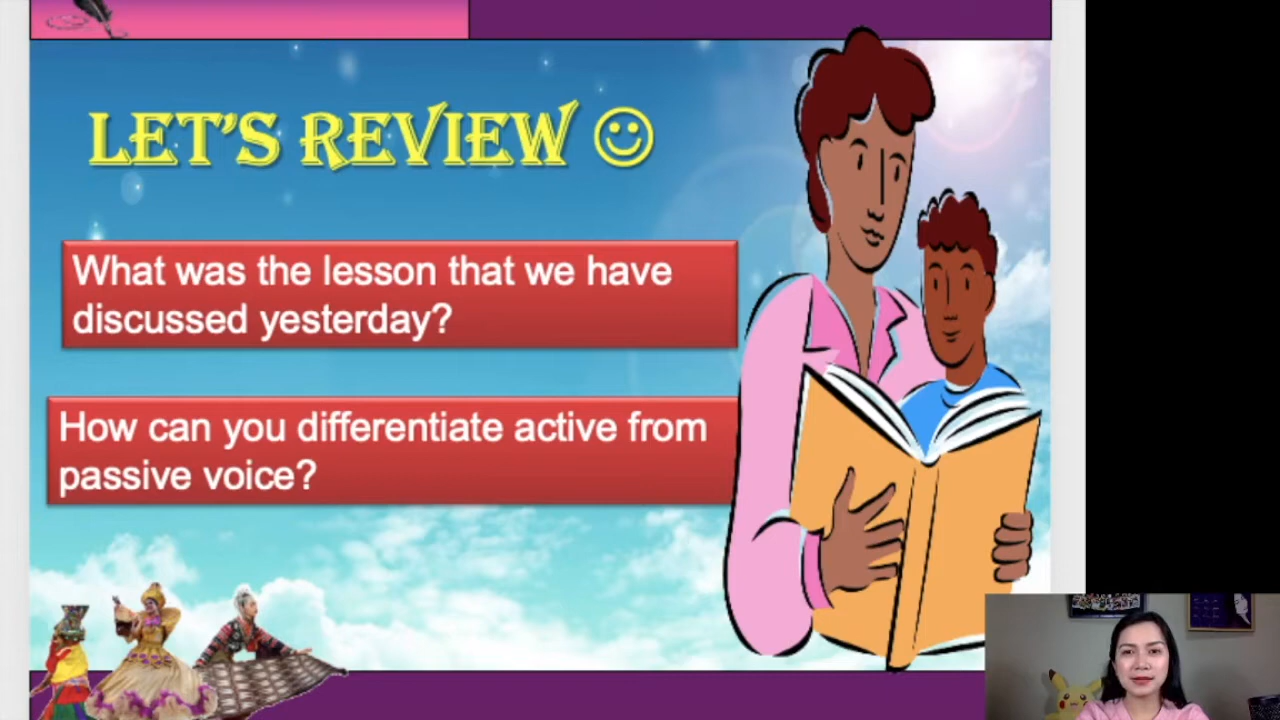 LET'S REVIEW ☺
What was the lesson that we have
discussed yesterday?
How can you differentiate active from
passive voice?